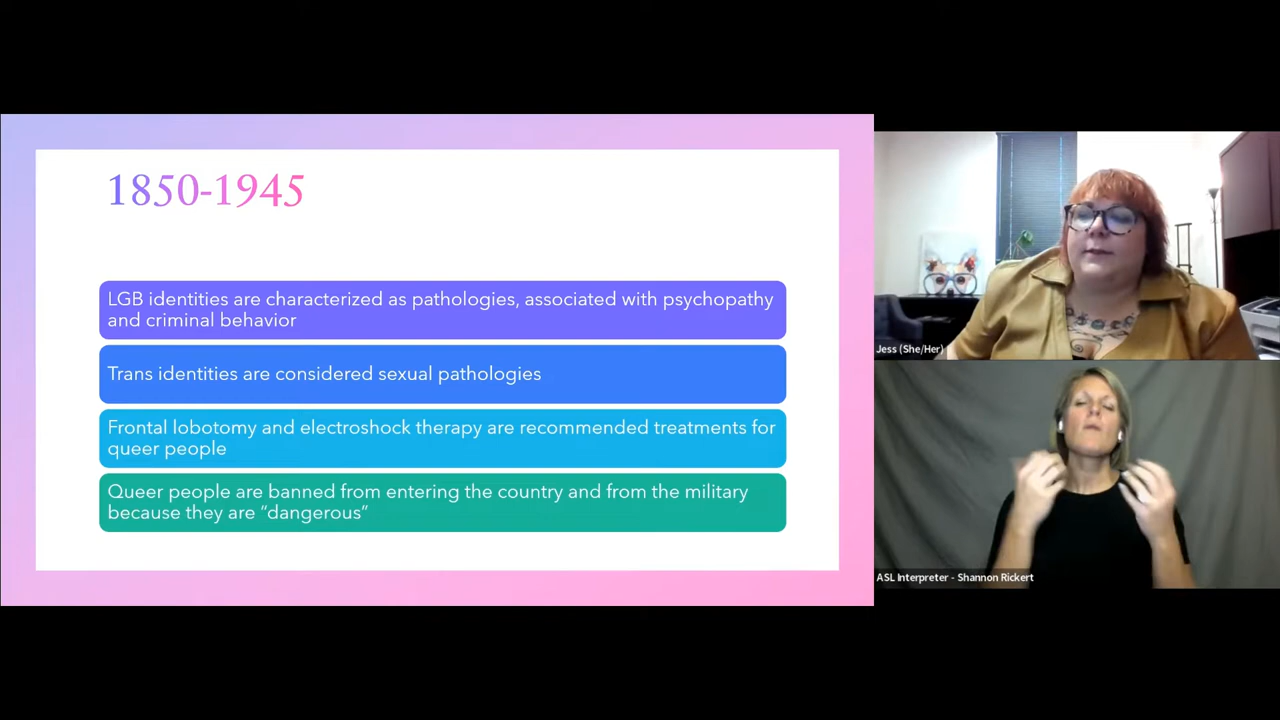 1850-1945
LGB identities are characterized as pathologies, associated with psychopathy
and criminal behavior
Trans identities are considered sexual pathologies
Frontal lobotomy and electroshock therapy are recommended treatments for
queer people
Queer people are banned from entering the country and from the military
because they are “dangerous”
Jess (She/Her)
ASL Interpreter - Shannon Rickert